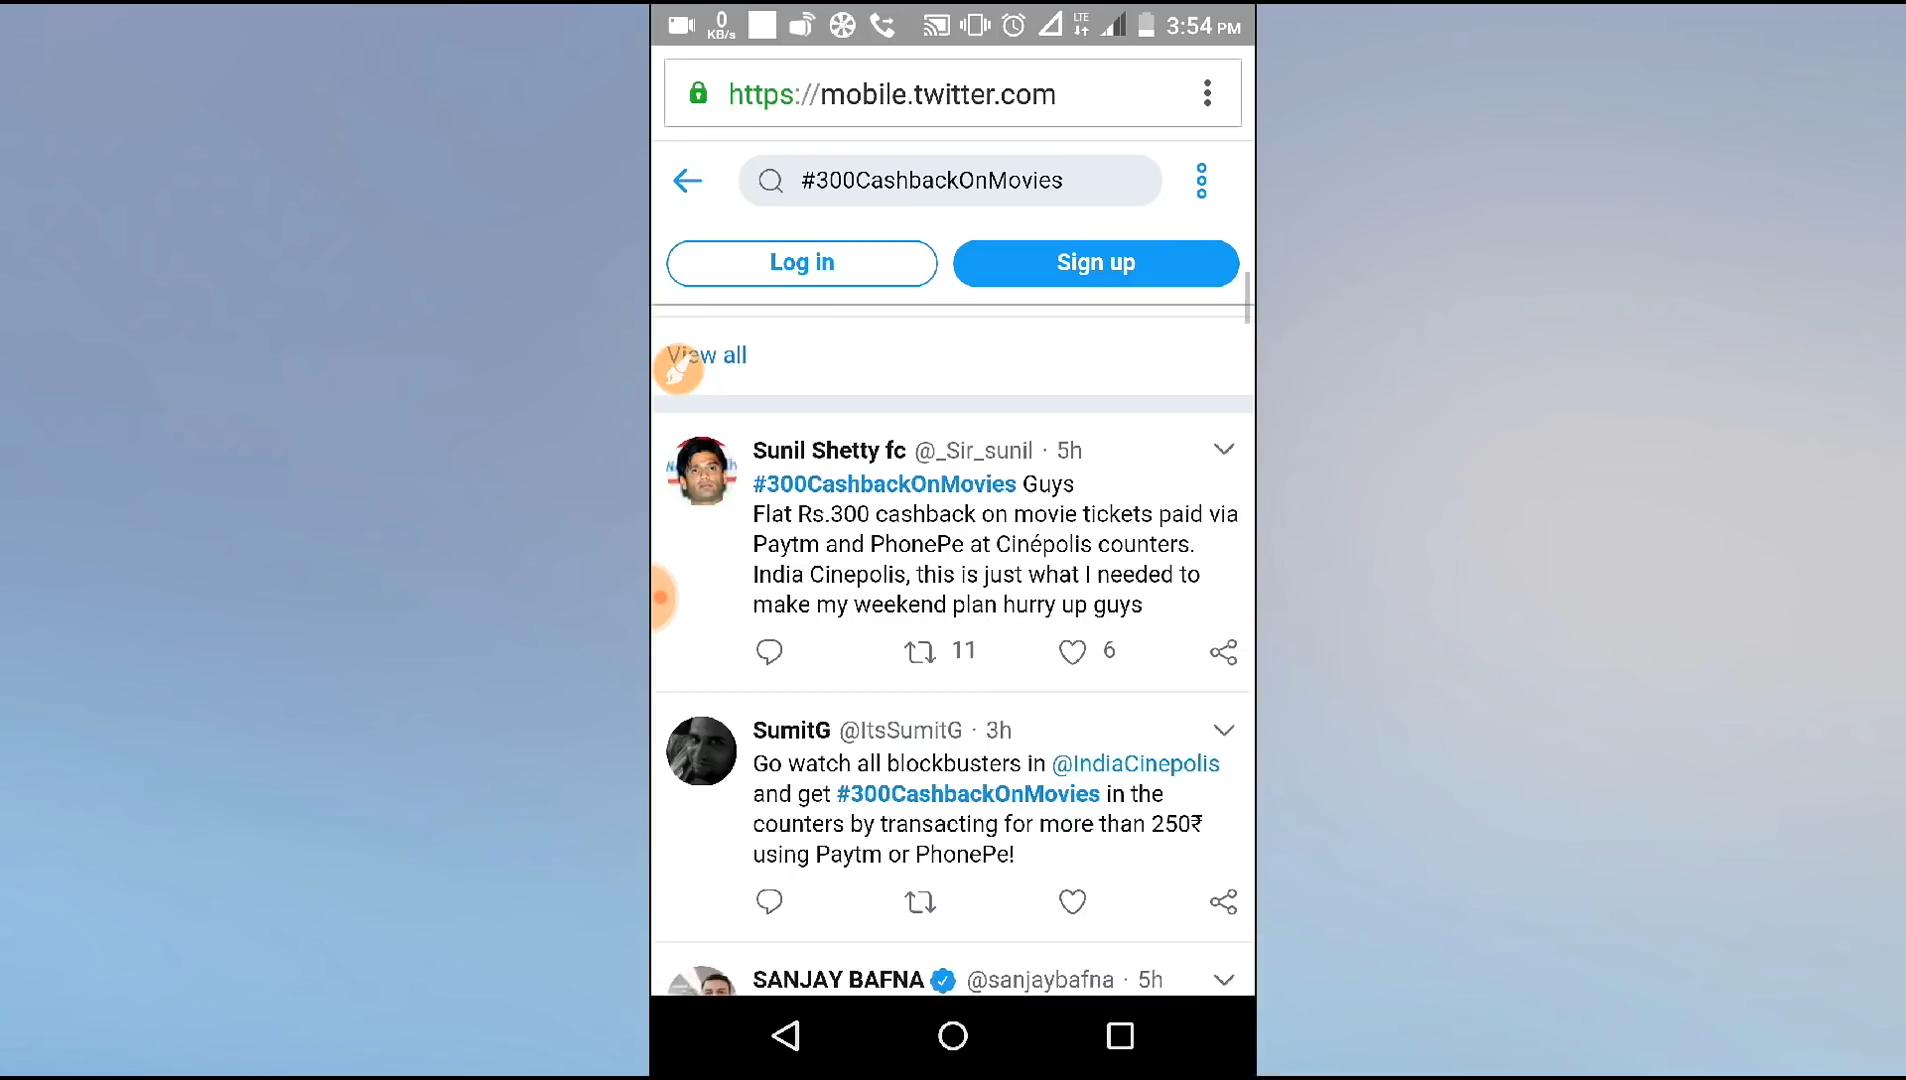 0 KB/s LTE 3:54 PM
https://mobile.twitter.com
#300CashbackOnMovies
Log in Sign up
View all
Sunil Shetty fc @_Sir_sunil · 5h
#300CashbackOnMovies Guys
Flat Rs.300 cashback on movie tickets paid via
Paytm and PhonePe at Cinépolis counters.
India Cinepolis, this is just what I needed to
make my weekend plan hurry up guys
11 6
SumitG @ItsSumitG · 3h
Go watch all blockbusters in @IndiaCinepolis
and get #300CashbackOnMovies in the
counters by transacting for more than 250₹
using Paytm or PhonePe!
SANJAY BAFNA @sanjaybafna · 5h